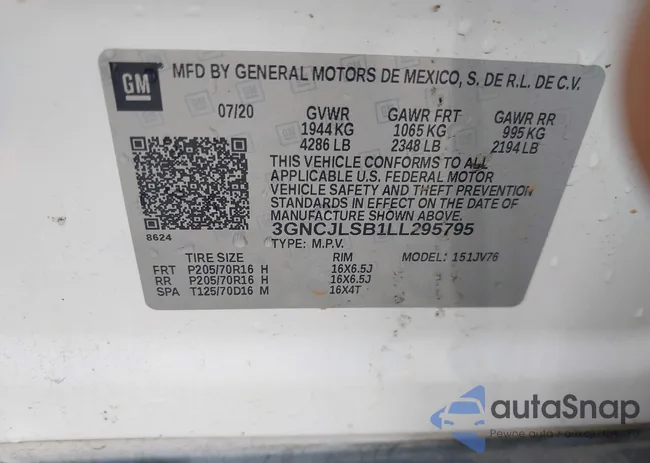 GM MFD BY GENERAL MOTORS DE MEXICO, S. DE R.L. DE C.V.
07/20 GVWR GAWR FRT GAWR RR
1944 KG 1065 KG 995 KG
4286 LB 2348 LB 2194 LB
THIS VEHICLE CONFORMS TO ALL
APPLICABLE U.S. FEDERAL MOTOR
VEHICLE SAFETY AND THEFT PREVENTION
STANDARDS IN EFFECT ON THE DATE OF
MANUFACTURE SHOWN ABOVE.
8624 3GNCJLSB1LL295795
TYPE: M.P.V.
TIRE SIZE RIM MODEL: 151JV76
FRT P205/70R16 H 16X6.5J
RR P205/70R16 H 16X6.5J
SPA T125/70D16 M 16X4T
autaSnap